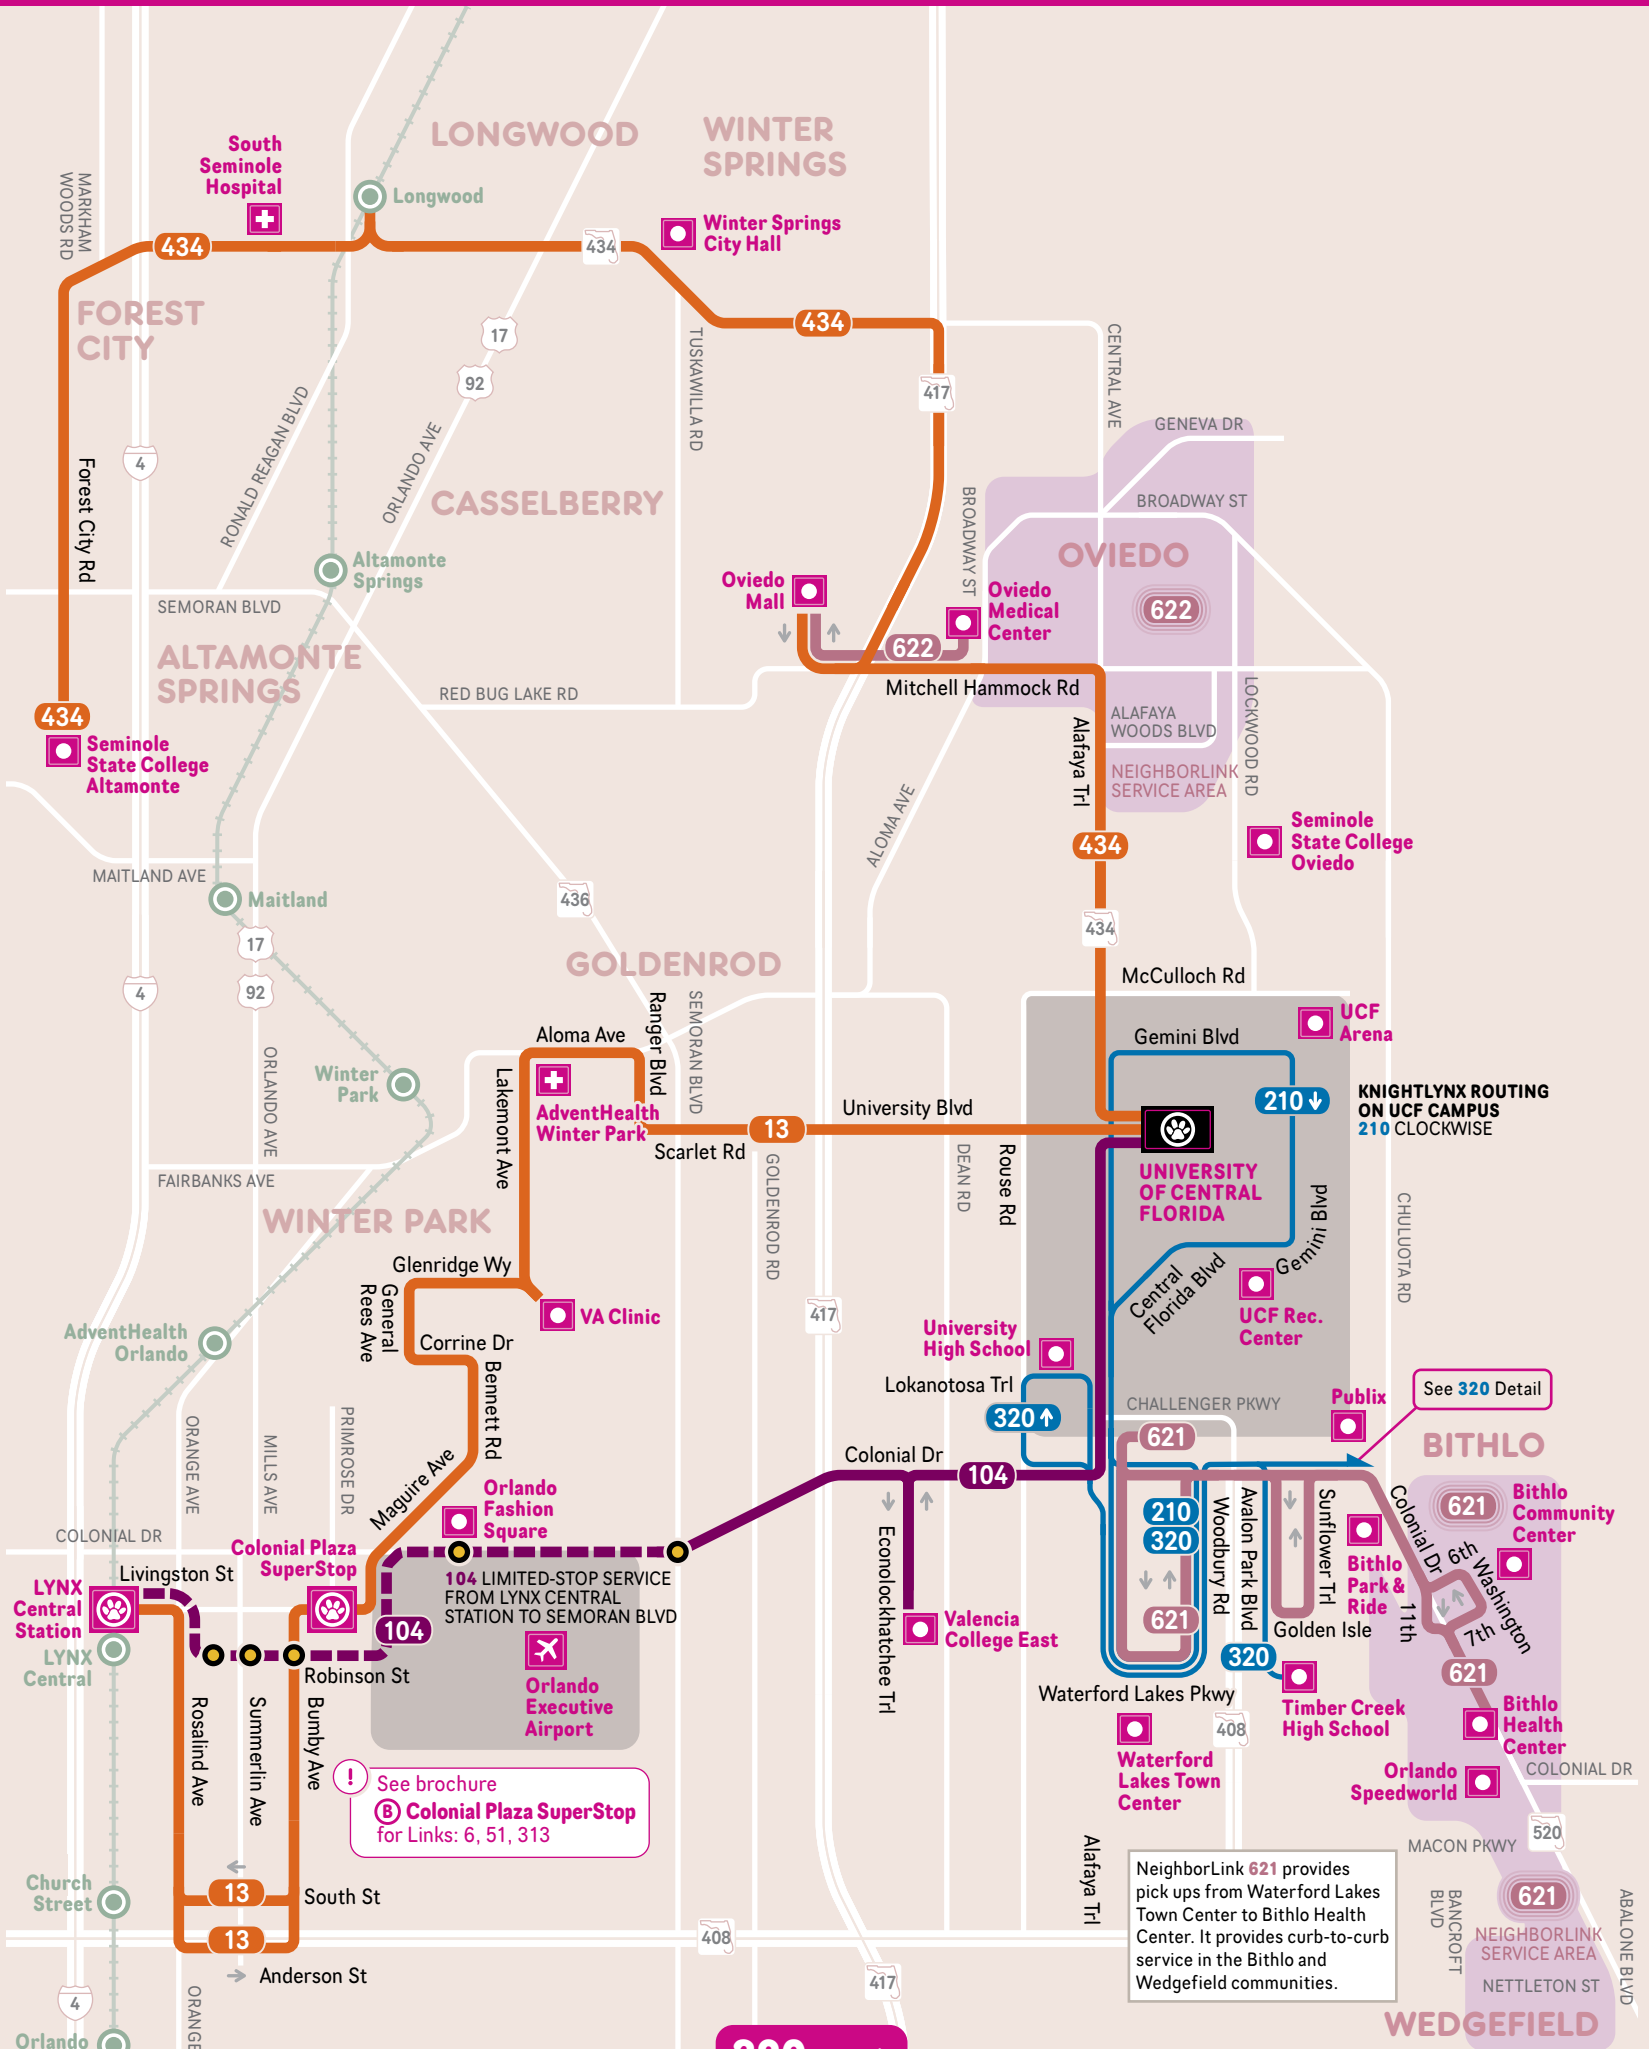 LONGWOOD
WINTER
SPRINGS
South
Seminole
Hospital
Longwood
MARKHAM
WOODS RD
Winter Springs
City Hall
434
434
FOREST
CITY
17
92
434
TUSKAWILLA RD
417
CENTRAL AVE
GENEVA DR
RONALD REAGAN BLVD
ORLANDO AVE
4
Forest City Rd
CASSELBERRY
BROADWAY ST
BROADWAY ST
OVIEDO
Altamonte
Springs
SEMORAN BLVD
Oviedo
Mall
Oviedo
Medical
Center
622
622
ALTAMONTE
SPRINGS
RED BUG LAKE RD
Mitchell Hammock Rd
434
Seminole
State College
Altamonte
Alafaya Trl
ALAFAYA
WOODS BLVD
LOCKWOOD RD
NEIGHBORLINK
SERVICE AREA
ALOMA AVE
434
Seminole
State College
Oviedo
MAITLAND AVE
Maitland
436
434
17
92
4
GOLDENROD
McCulloch Rd
Ranger Blvd
SEMORAN BLVD
Aloma Ave
UCF
Arena
Gemini Blvd
ORLANDO AVE
Winter
Park
Lakemont Ave
AdventHealth
Winter Park
University Blvd
210
KNIGHTLYNX ROUTING
ON UCF CAMPUS
210 CLOCKWISE
13
Scarlet Rd
GOLDENROD RD
DEAN RD
Rouse Rd
UNIVERSITY
OF CENTRAL
FLORIDA
Gemini Blvd
CHULUOTA RD
FAIRBANKS AVE
WINTER PARK
Glenridge Wy
General
Rees Ave
VA Clinic
417
Central
Florida Blvd
UCF Rec.
Center
AdventHealth
Orlando
Corrine Dr
Bennett Rd
University
High School
Lokanotosa Trl
320
CHALLENGER PKWY
Publix
See 320 Detail
ORANGE AVE
MILLS AVE
PRIMROSE DR
Maguire Ave
Colonial Dr
104
621
BITHLO
Orlando
Fashion
Square
Econolockhatchee Trl
210
320
Woodbury Rd
Avalon Park Blvd
Sunflower Trl
Colonial Dr
621
Bithlo
Community
Center
COLONIAL DR
Colonial Plaza
SuperStop
Livingston St
LYNX
Central
Station
104 LIMITED-STOP SERVICE
FROM LYNX CENTRAL
STATION TO SEMORAN BLVD
Bithlo
Park &
Ride
6th
Washington
11th
7th
LYNX
Central
104
Robinson St
Orlando
Executive
Airport
Valencia
College East
621
Golden Isle
320
621
Rosalind Ave
Summerlin Ave
Bumby Ave
Waterford Lakes Pkwy
408
Timber Creek
High School
Bithlo
Health
Center
Waterford
Lakes Town
Center
Orlando
Speedworld
COLONIAL DR
!
See brochure
B Colonial Plaza SuperStop
for Links: 6, 51, 313
520
MACON PKWY
Alafaya Trl
NeighborLink 621 provides
pick ups from Waterford Lakes
Town Center to Bithlo Health
Center. It provides curb-to-curb
service in the Bithlo and
Wedgefield communities.
Church
Street
13
South St
13
Anderson St
408
417
621
NEIGHBORLINK
SERVICE AREA
BANCROFT
BLVD
ABALONE BLVD
NETTLETON ST
WEDGEFIELD
4
ORANGE
Orlando